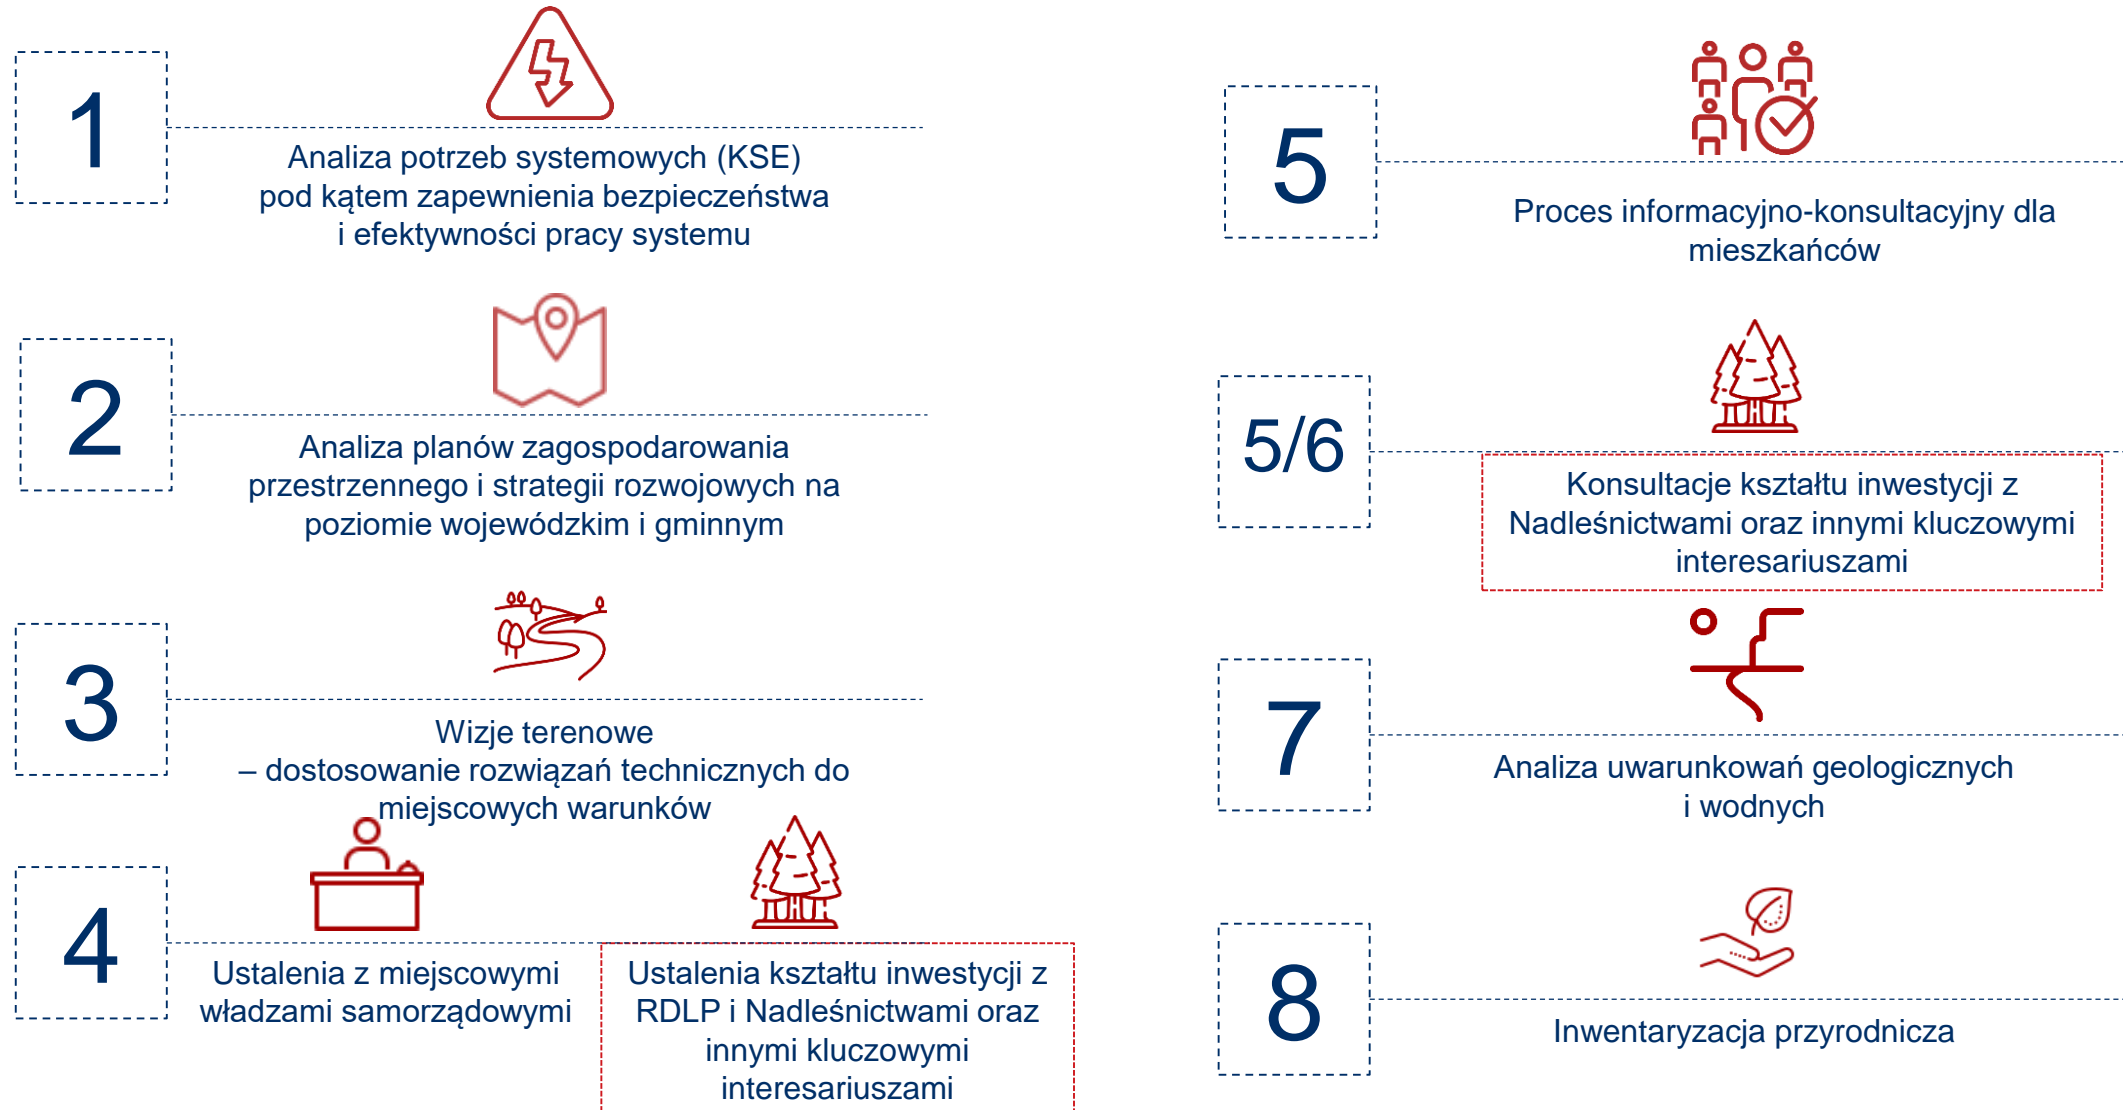 1
Analiza potrzeb systemowych (KSE)
pod kątem zapewnienia bezpieczeństwa
i efektywności pracy systemu
2
Analiza planów zagospodarowania
przestrzennego i strategii rozwojowych na
poziomie wojewódzkim i gminnym
3
Wizje terenowe
– dostosowanie rozwiązań technicznych do
miejscowych warunków
4
Ustalenia z miejscowymi
władzami samorządowymi
Ustalenia kształtu inwestycji z
RDLP i Nadleśnictwami oraz
innymi kluczowymi
interesariuszami
5
Proces informacyjno-konsultacyjny dla
mieszkańców
5/6
Konsultacje kształtu inwestycji z
Nadleśnictwami oraz innymi kluczowymi
interesariuszami
7
Analiza uwarunkowań geologicznych
i wodnych
8
Inwentaryzacja przyrodnicza